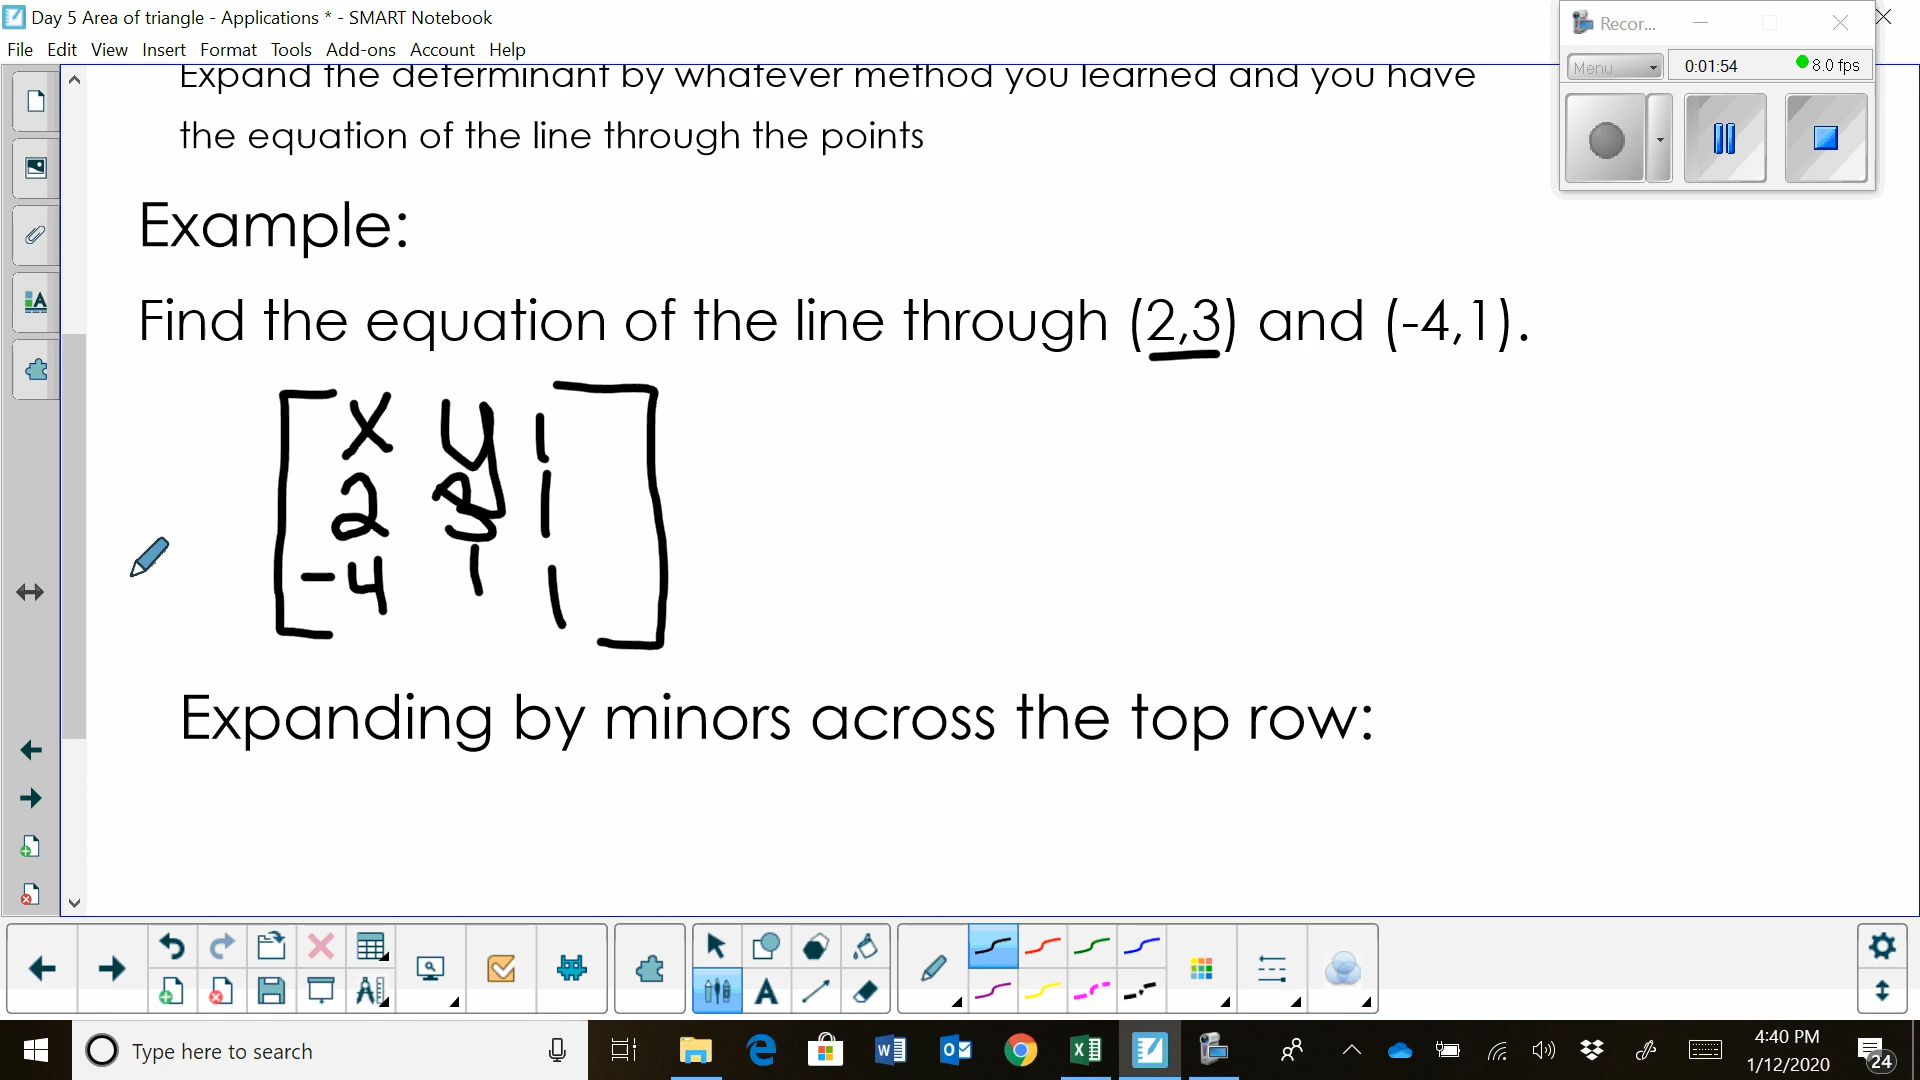 Day 5 Area of triangle - Applications * - SMART Notebook
File Edit View Insert Format Tools Add-ons Account Help
Recor...
Menu
0:01:54
8.0 fps
Expand the determinant by whatever method you learned and you have
the equation of the line through the points
Example:
Find the equation of the line through (2,3) and (-4,1).
x y 1
2 3 1
-4 1 1
Expanding by minors across the top row:
Type here to search
4:40 PM
1/12/2020
24